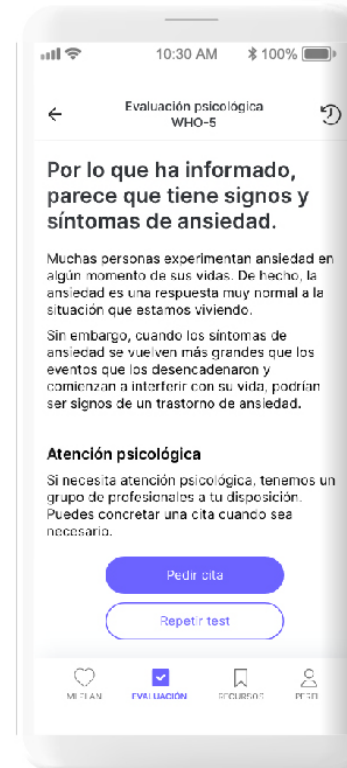 10:30 AM
100%
Evaluación psicológica
WHO-5
Por lo que ha informado,
parece que tiene signos y
síntomas de ansiedad.
Muchas personas experimentan ansiedad en
algún momento de sus vidas. De hecho, la
ansiedad es una respuesta muy normal a la
situación que estamos viviendo.
Sin embargo, cuando los síntomas de
ansiedad se vuelven más grandes que los
eventos que los desencadenaron y
comienzan a interferir con su vida, podrían
ser signos de un trastorno de ansiedad.
Atención psicológica
Si necesita atención psicológica, tenemos un
grupo de profesionales a tu disposición.
Puedes concretar una cita cuando sea
necesario.
Pedir cita
Repetir test
MI PLAN
EVALUACIÓN
RECURSOS
PERFIL